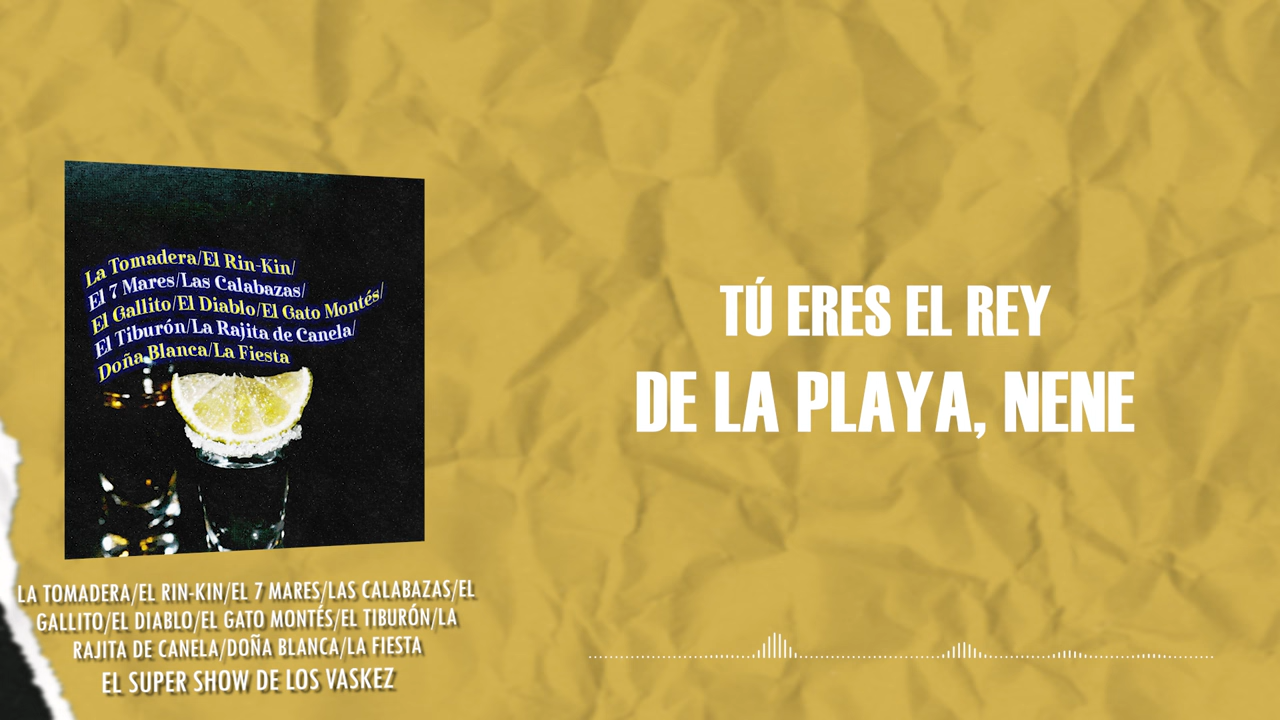 La Tomadera/El Rin-Kin/
El 7 Mares/Las Calabazas/
El Gallito/El Diablo/El Gato Montés/
El Tiburón/La Rajita de Canela/
Doña Blanca/La Fiesta
LA TOMADERA/EL RIN-KIN/EL 7 MARES/LAS CALABAZAS/EL
GALLITO/EL DIABLO/EL GATO MONTÉS/EL TIBURÓN/LA
RAJITA DE CANELA/DOÑA BLANCA/LA FIESTA
EL SUPER SHOW DE LOS VASKEZ
TÚ ERES EL REY
DE LA PLAYA, NENE